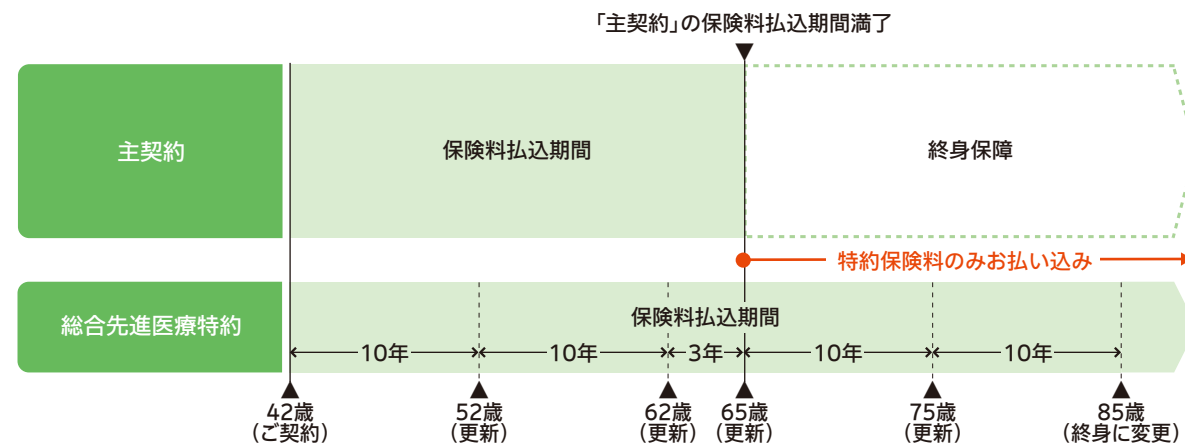 「主契約」の保険料払込期間満了
主契約
保険料払込期間
終身保障
特約保険料のみお払い込み
総合先進医療特約
保険料払込期間
10年
10年
3年
10年
10年
42歳
(ご契約)
52歳
(更新)
62歳
(更新)
65歳
(更新)
75歳
(更新)
85歳
(終身に変更)